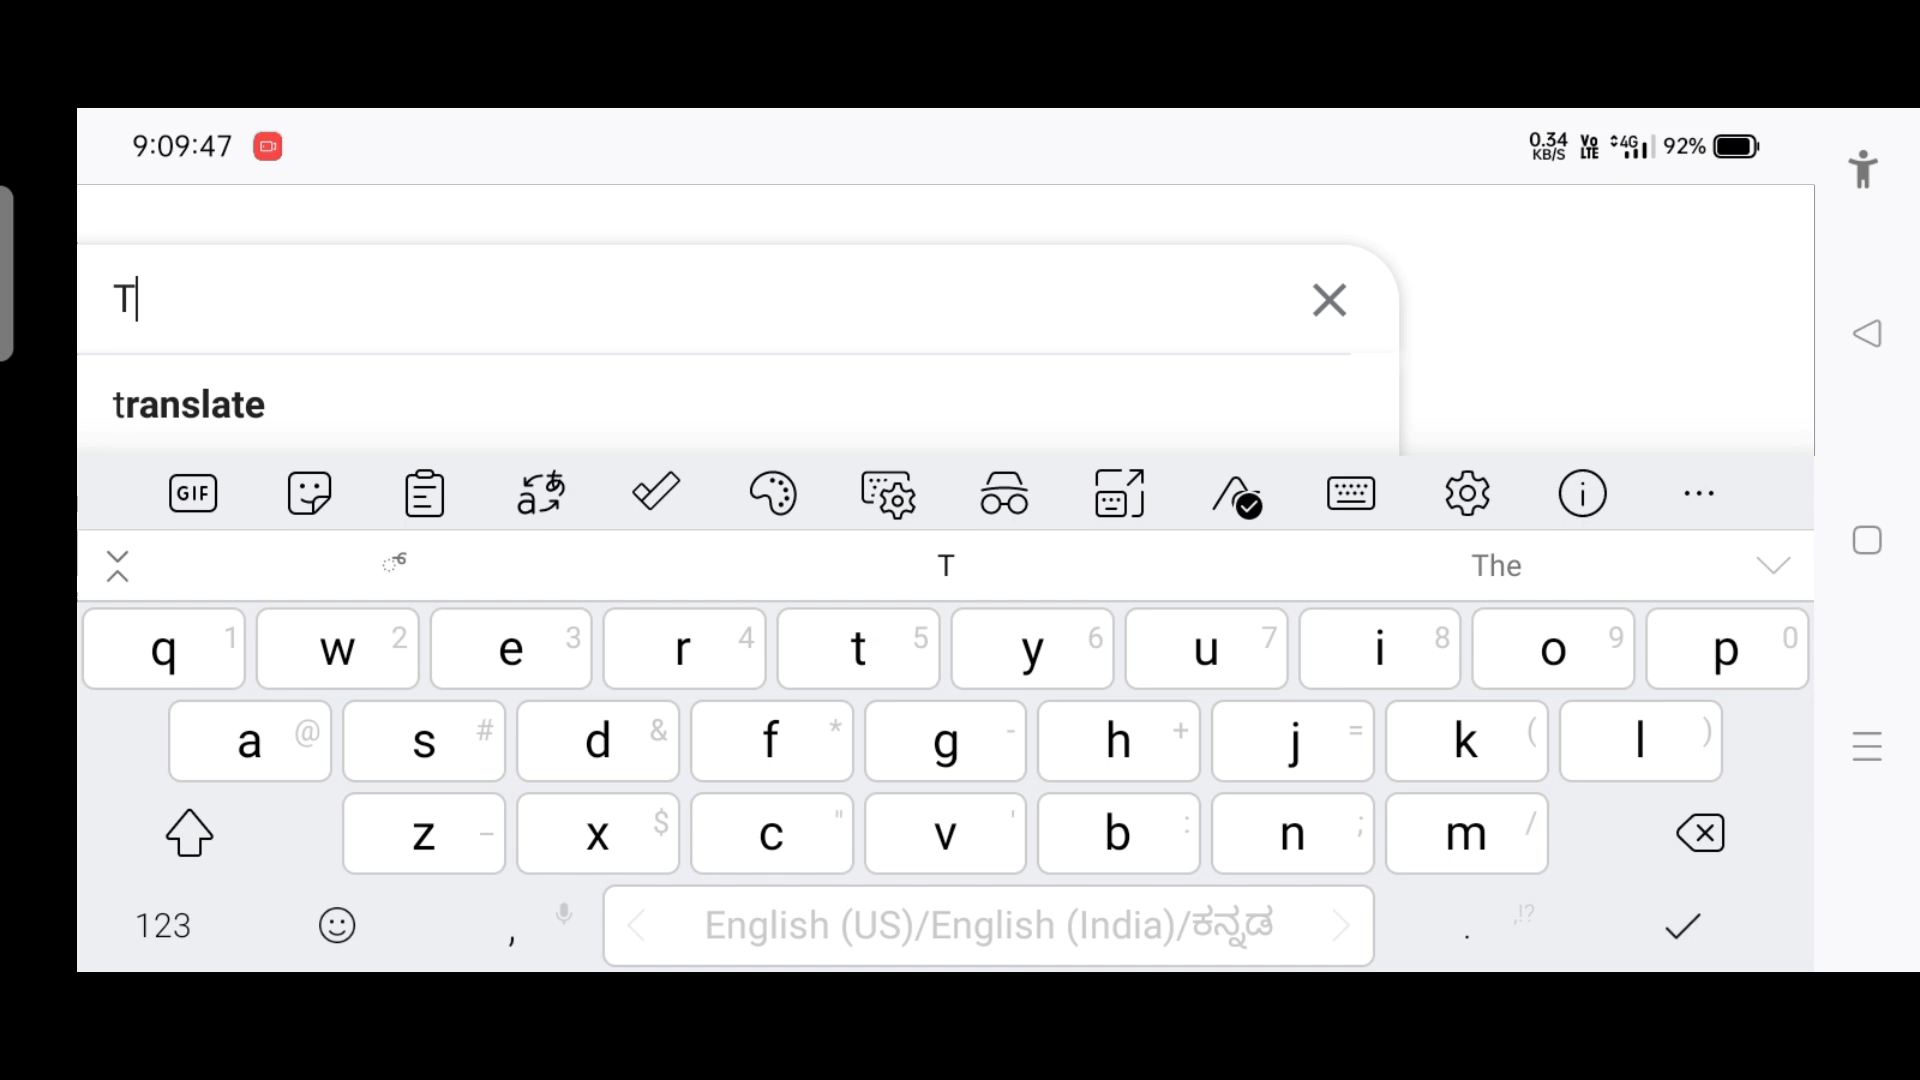 9:09:47
0.34 KB/S Vo LTE 4G 92%
T
translate
GIF
T The
q 1 w 2 e 3 r 4 t 5 y 6 u 7 i 8 o 9 p 0
a @ s # d & f * g - h + j = k ( l )
z _ x $ c " v ' b : n ; m /
123 , English (US)/English (India)/ಕನ್ನಡ . ,!?